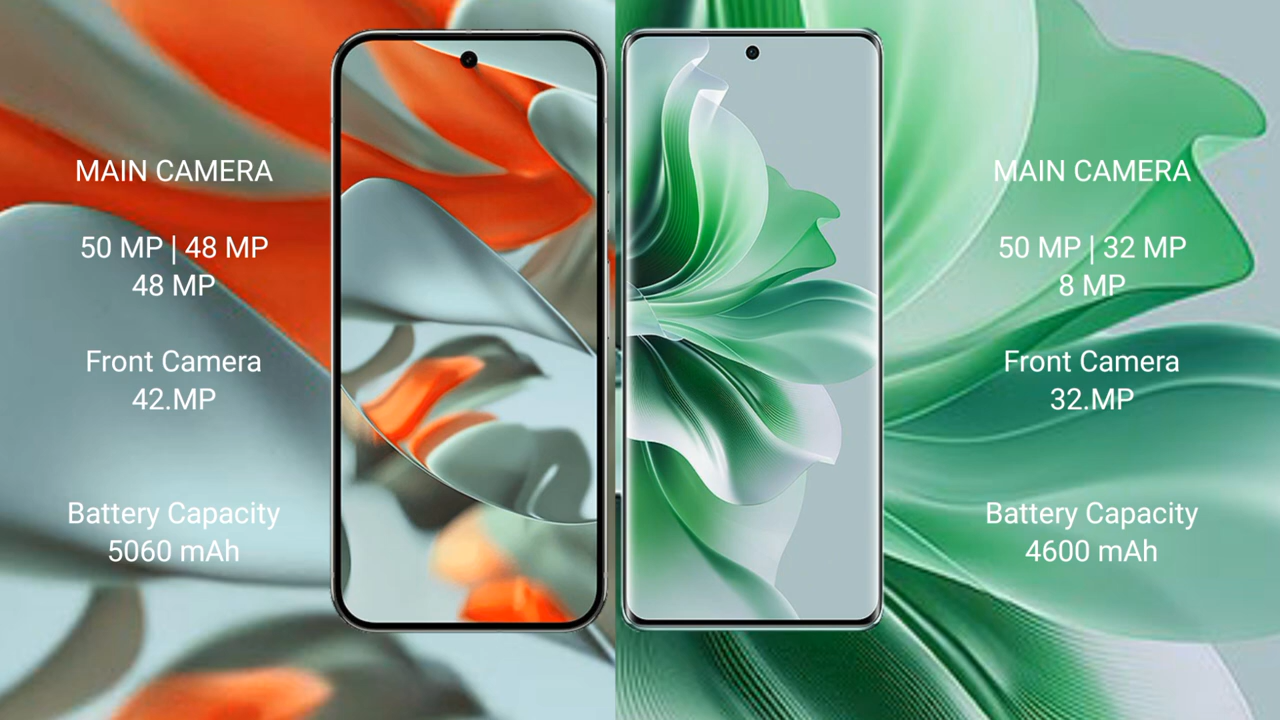 MAIN CAMERA
50 MP | 48 MP
48 MP
Front Camera
42.MP
Battery Capacity
5060 mAh
MAIN CAMERA
50 MP | 32 MP
8 MP
Front Camera
32.MP
Battery Capacity
4600 mAh